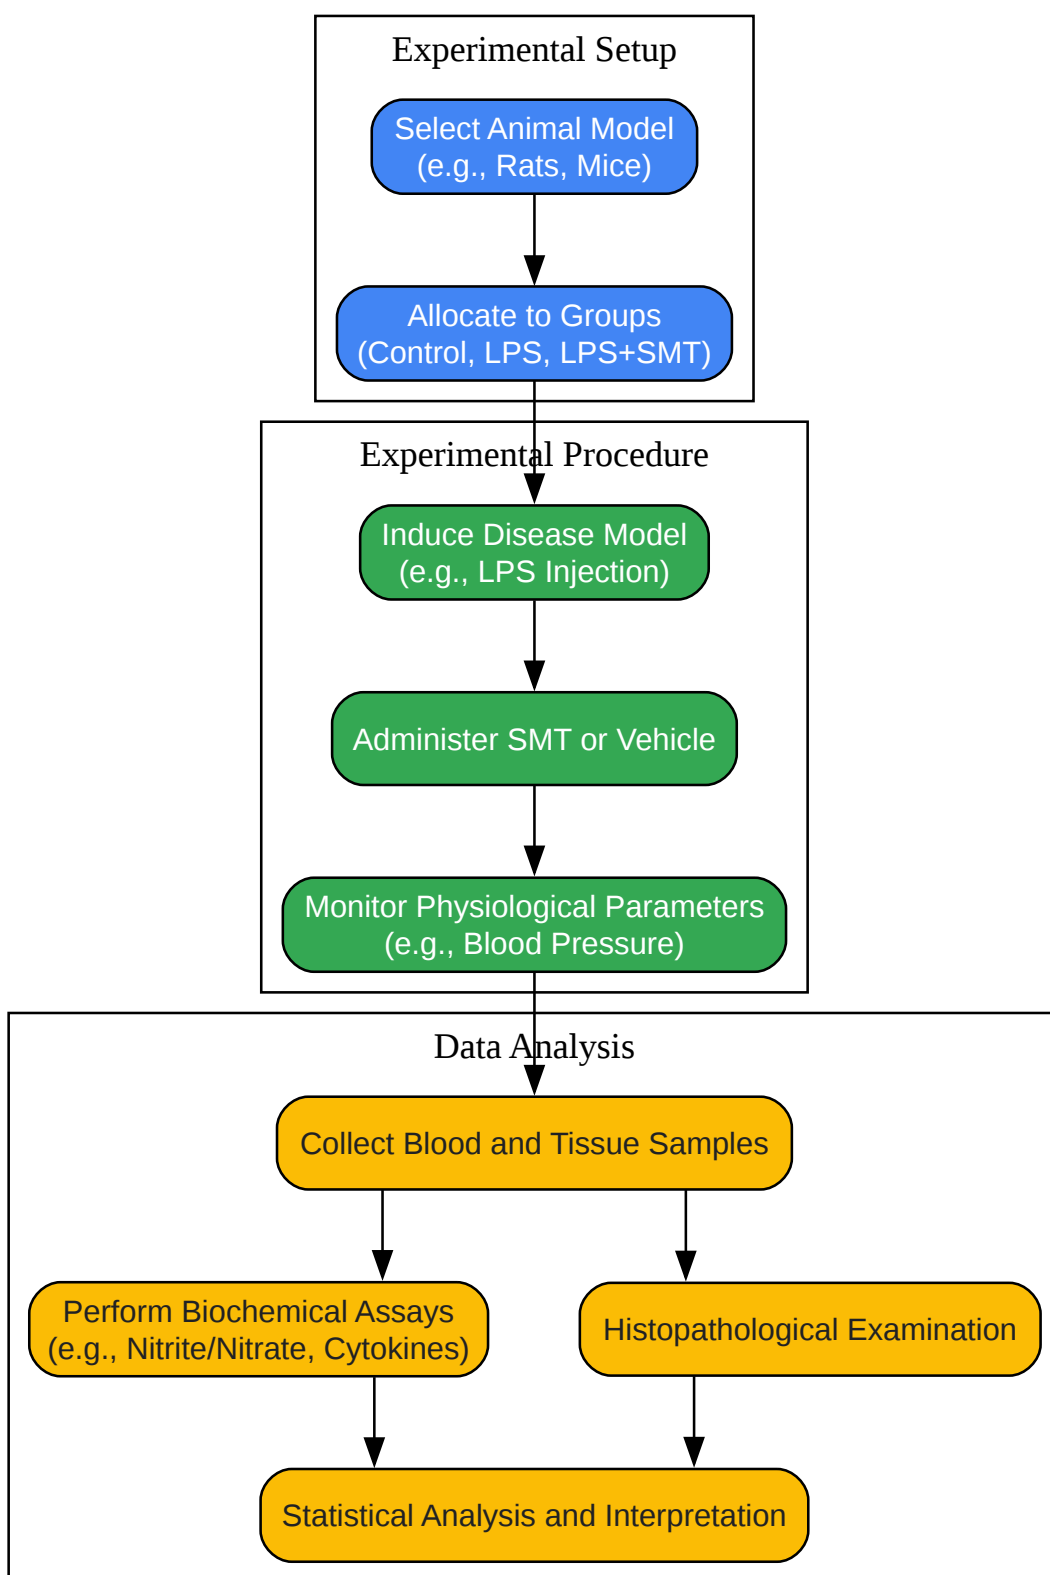 Experimental Setup
Select Animal Model
(e.g., Rats, Mice)
Allocate to Groups
(Control, LPS, LPS+SMT)
Experimental Procedure
Induce Disease Model
(e.g., LPS Injection)
Administer SMT or Vehicle
Monitor Physiological Parameters
(e.g., Blood Pressure)
Data Analysis
Collect Blood and Tissue Samples
Perform Biochemical Assays
(e.g., Nitrite/Nitrate, Cytokines)
Histopathological Examination
Statistical Analysis and Interpretation